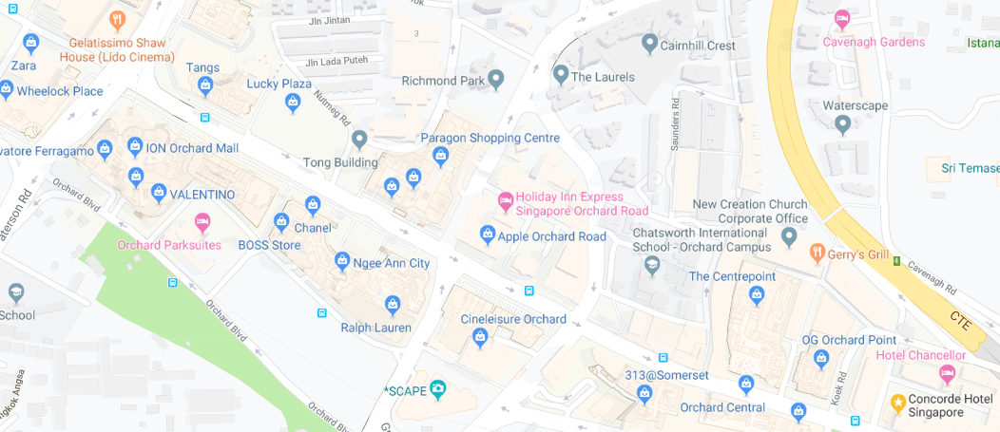 ook
Jln Jintan
3
Cavenagh Gardens
Istana
Gelatissimo Shaw
House (Lido Cinema)
Cairnhill Crest
Zara
Tangs
Jln Lada Puteh
Richmond Park
The Laurels
Wheelock Place
Lucky Plaza
Nutmeg Rd
Saunders Rd
Waterscape
vatore Ferragamo
ION Orchard Mall
Paragon Shopping Centre
Tong Building
Sri Temase
Orchard Blvd
VALENTINO
Holiday Inn Express
Singapore Orchard Road
New Creation Church
Corporate Office
aterson Rd
Chanel
Orchard Parksuites
BOSS Store
Apple Orchard Road
Chatsworth International
School - Orchard Campus
Gerry's Grill
4
Cavenagh Rd
Ngee Ann City
The Centrepoint
School
Orchard Blvd
Ralph Lauren
Cineleisure Orchard
CTE
OG Orchard Point
Hotel Chancellor
ngkok Angsa
*SCAPE
313@Somerset
Orchard Central
Koek Rd
Concorde Hotel
Singapore
Orchard Blvd
G